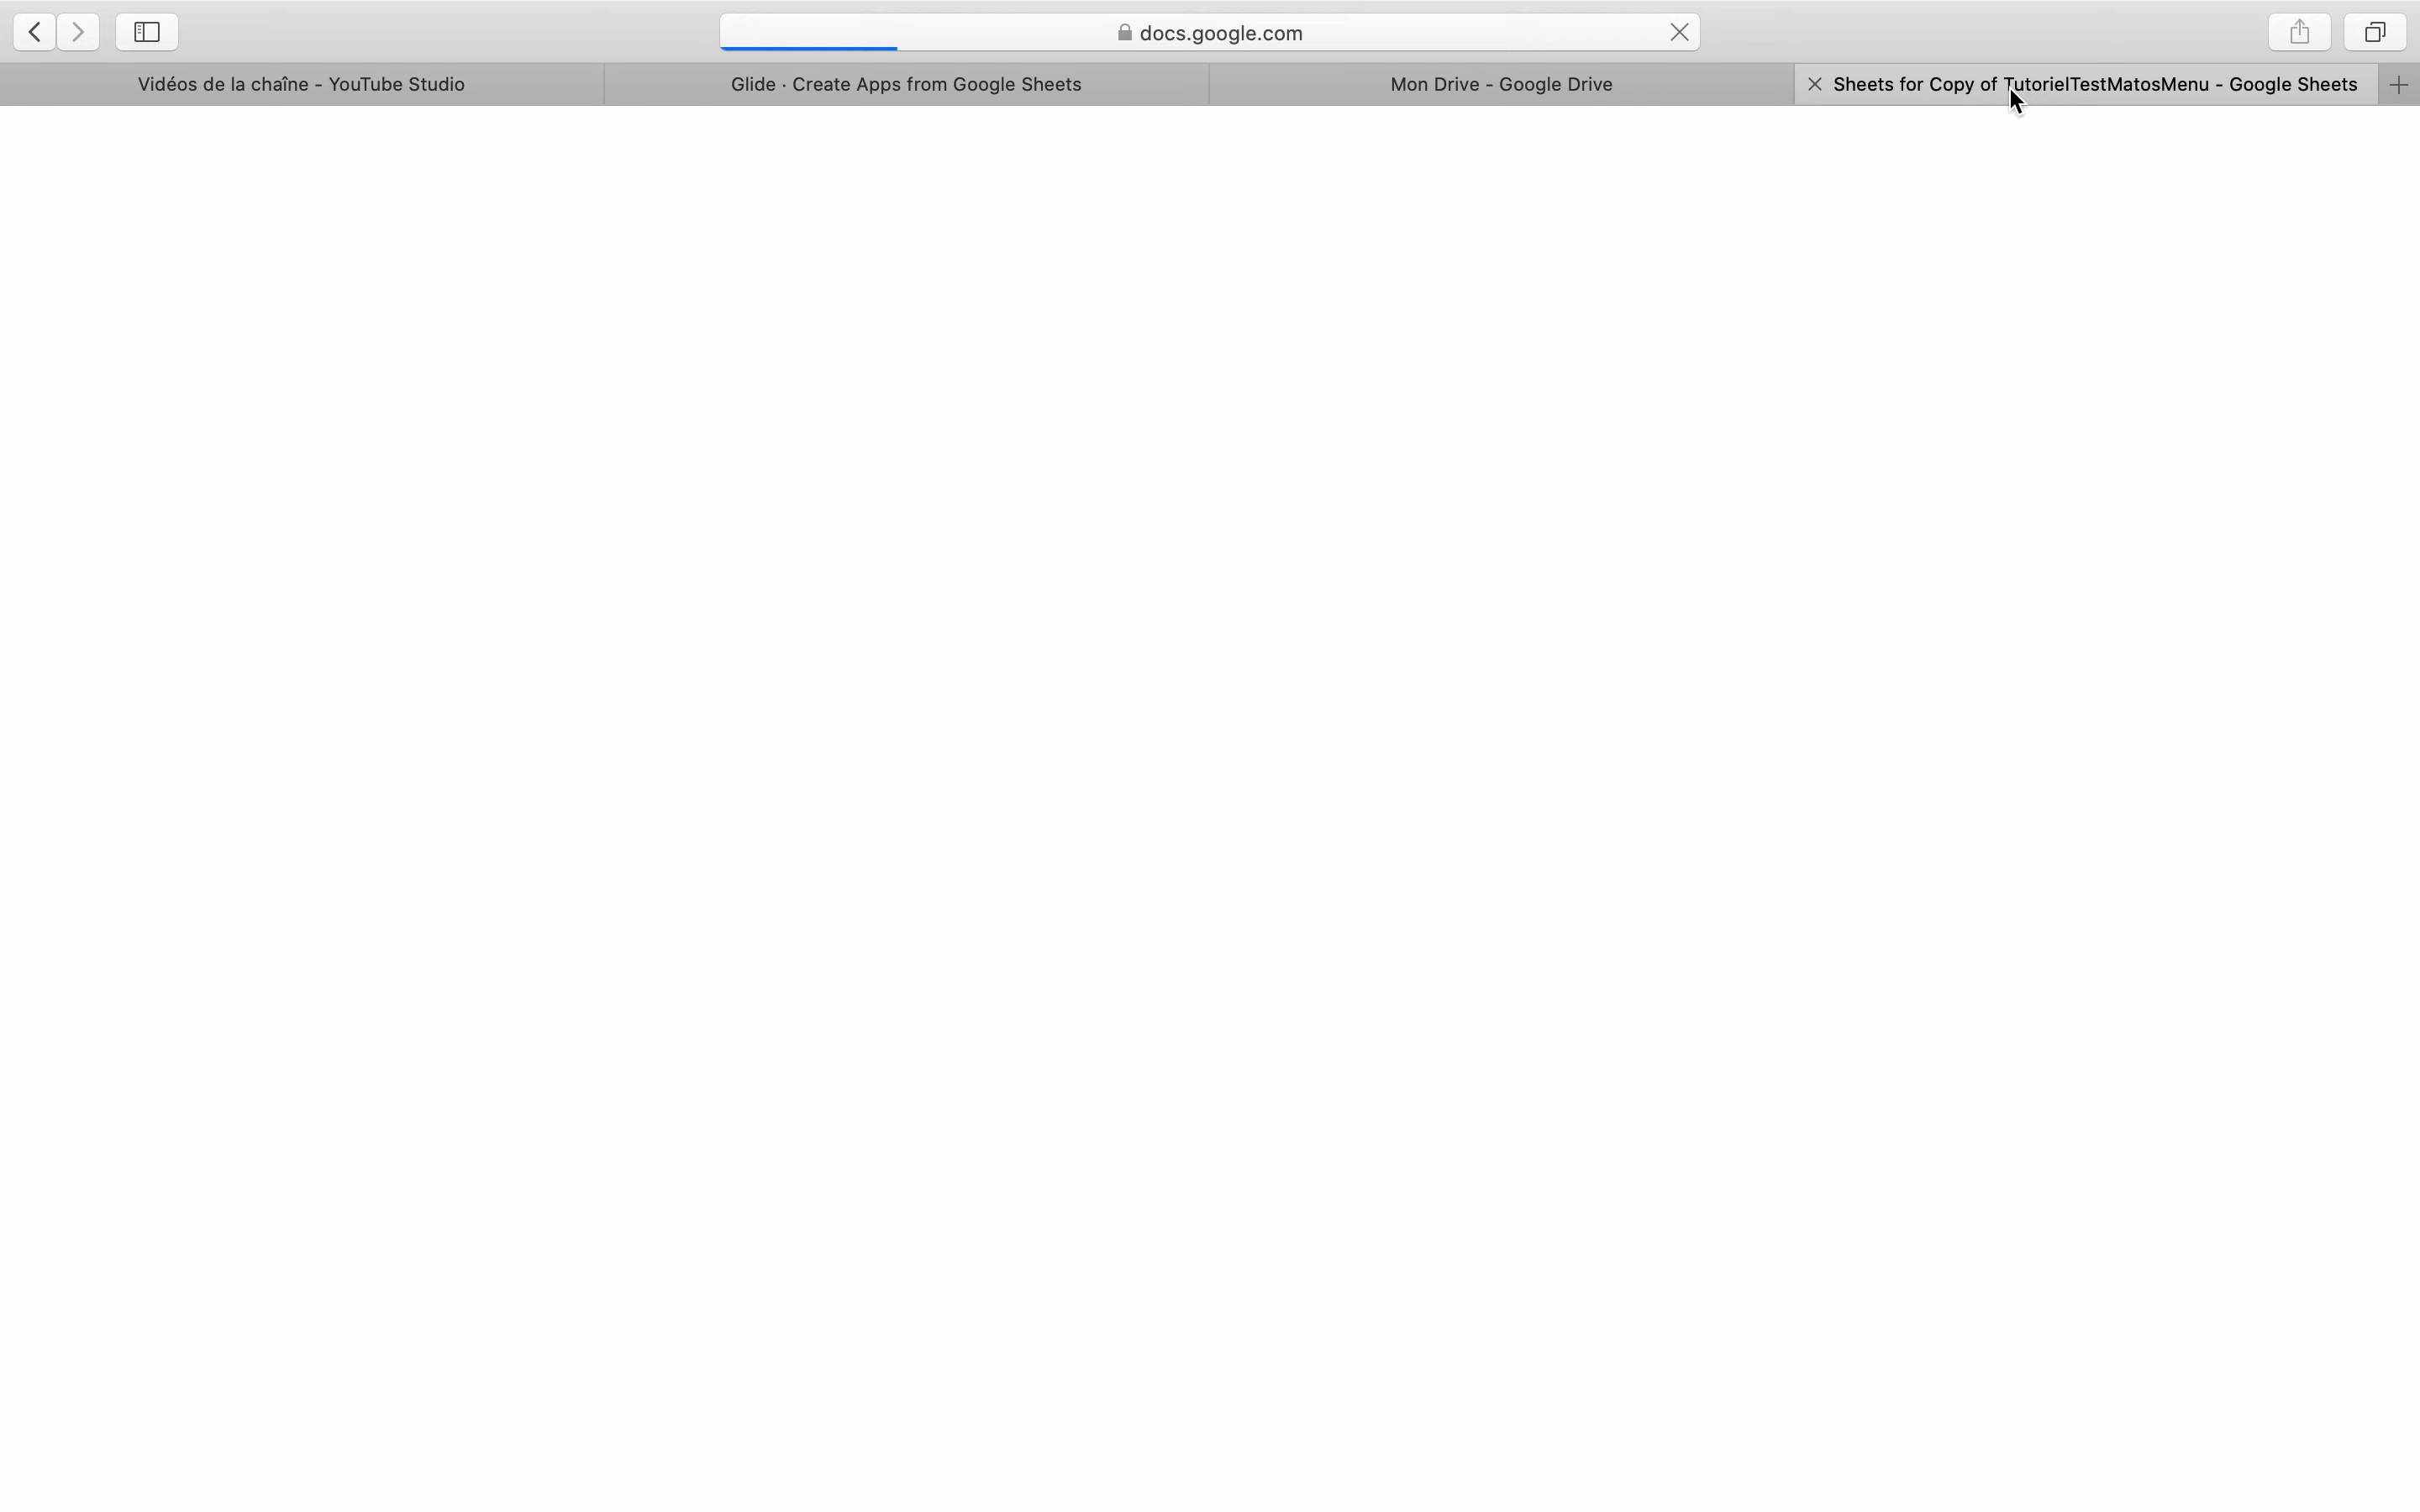 docs.google.com
Vidéos de la chaîne - YouTube Studio
Glide · Create Apps from Google Sheets
Mon Drive - Google Drive
Sheets for Copy of TutorielTestMatosMenu - Google Sheets